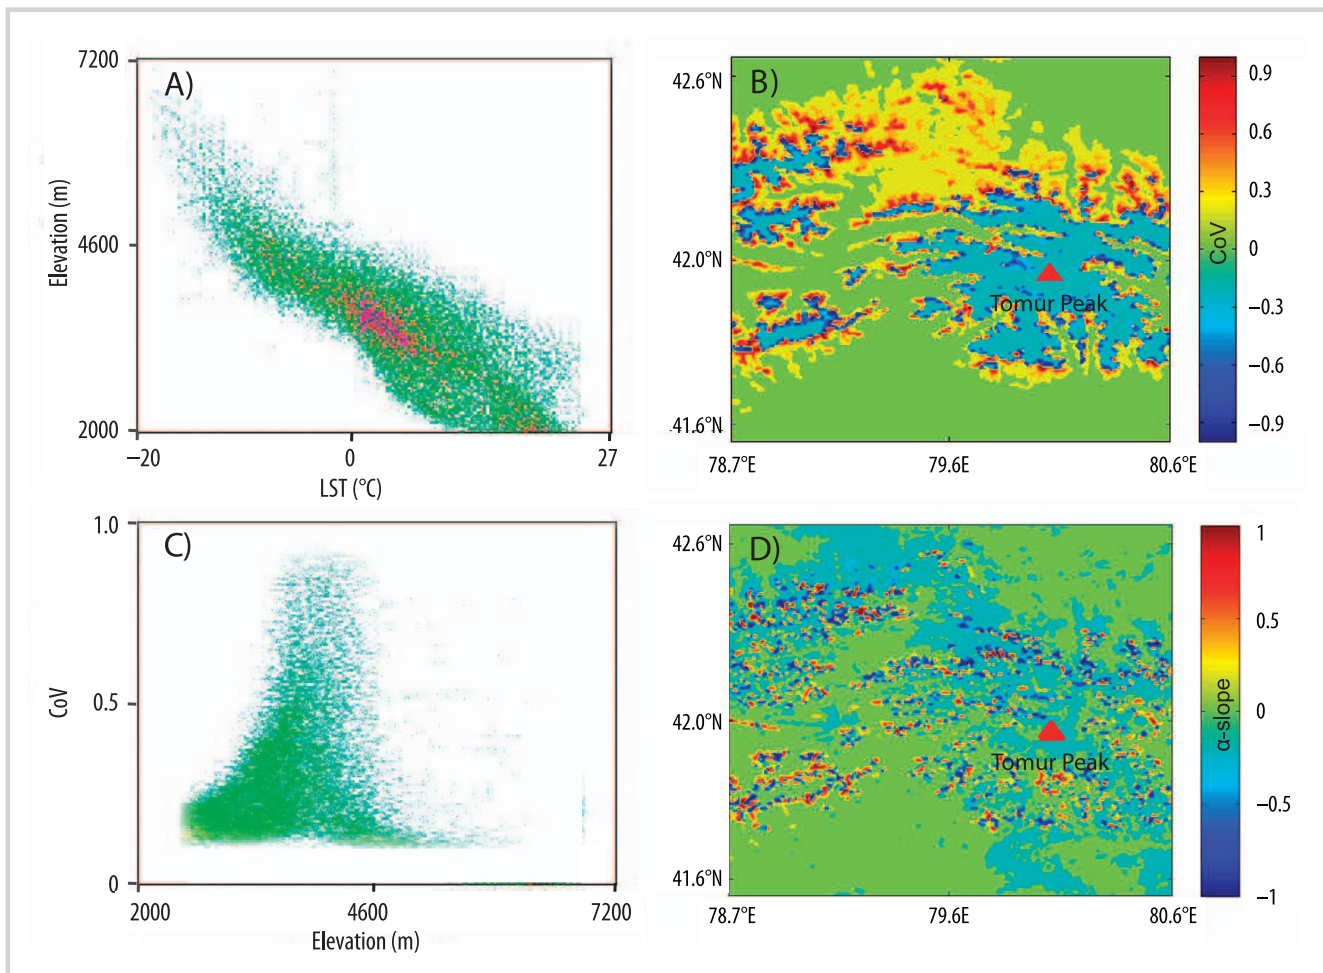 A)
7200
4600
2000
Elevation (m)
−20
0
27
LST (°C)
B)
42.6°N
42.0°N
41.6°N
78.7°E
79.6E
80.6°E
Tomur Peak
0.9
0.6
0.3
0
−0.3
−0.6
−0.9
CoV
C)
1.0
0.5
0
CoV
2000
4600
7200
Elevation (m)
D)
42.6°N
42.0°N
41.6°N
78.7°E
79.6E
80.6°E
Tomur Peak
1
0.5
0
−0.5
−1
α-slope